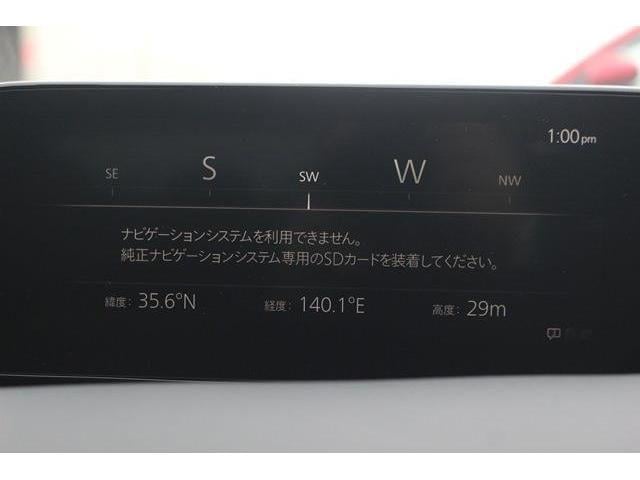 1:00pm
SE S SW W NW
ナビゲーションシステムを利用できません。
純正ナビゲーションシステム専用のSDカードを装着してください。
緯度: 35.6°N 経度: 140.1°E 高度: 29m